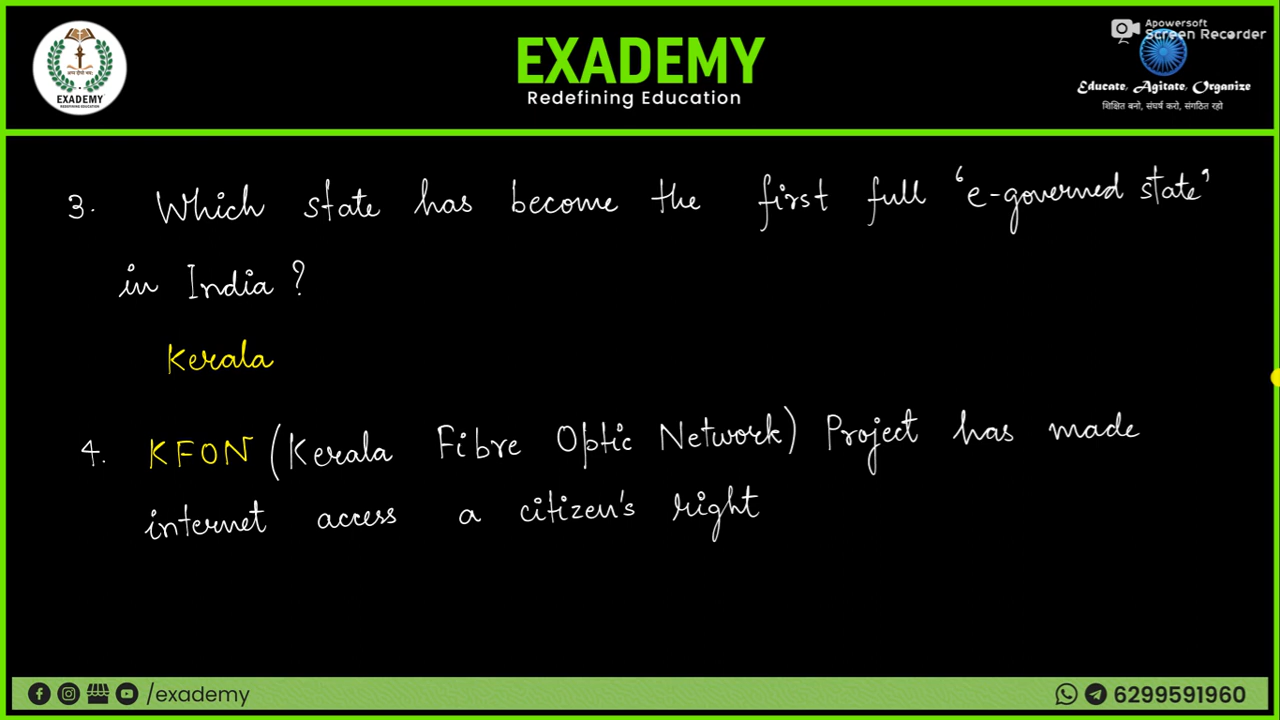 EXADEMY
REDEFINING EDUCATION
EXADEMY
Redefining Education
Apowersoft
Screen Recorder
Educate, Agitate, Organize
शिक्षित बनो, संघर्ष करो, संगठित रहो
3. Which state has become the first full 'e-governed state'
in India ?
Kerala
4. KFON (Kerala Fibre Optic Network) Project has made
internet access a citizen's right
/exademy
6299591960